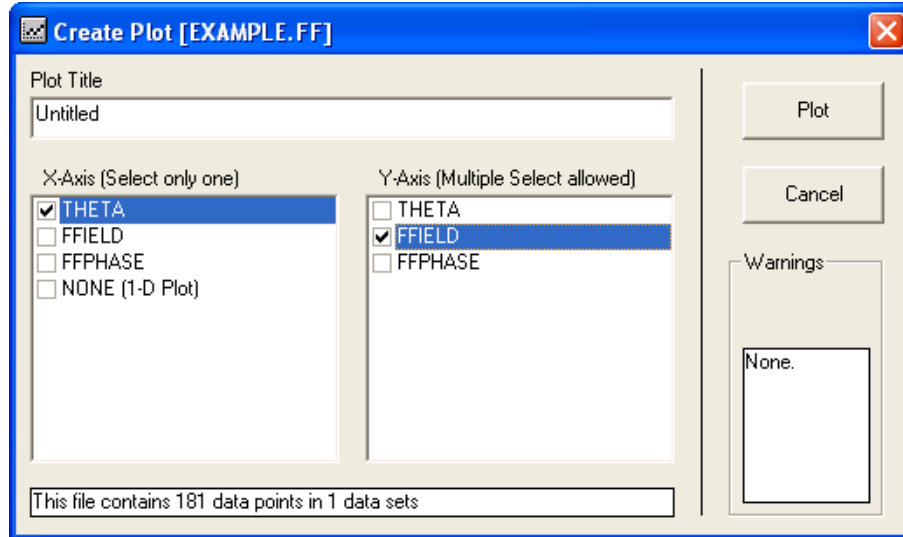 Create Plot [EXAMPLE.FF]
Plot Title
Untitled
X-Axis (Select only one)
THETA
FFIELD
FFPHASE
NONE (1-D Plot)
Y-Axis (Multiple Select allowed)
THETA
FFIELD
FFPHASE
This file contains 181 data points in 1 data sets
Plot
Cancel
Warnings
None.